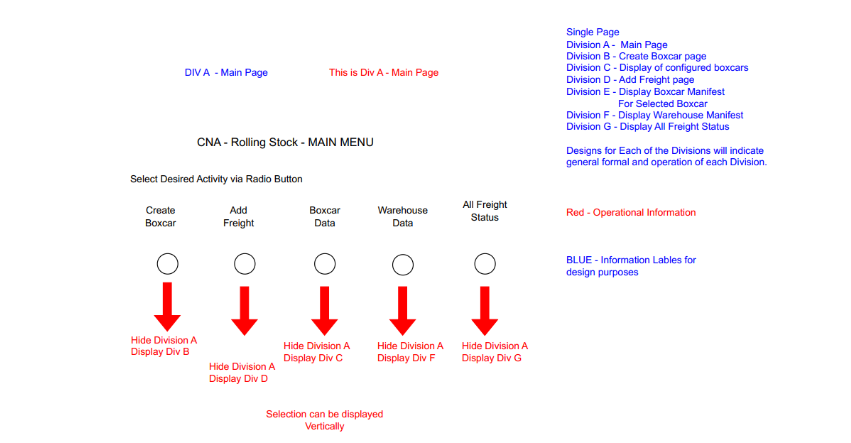 Single Page
Division A - Main Page
Division B - Create Boxcar page
Division C - Display of configured boxcars
Division D - Add Freight page
Division E - Display Boxcar Manifest
For Selected Boxcar
Division F - Display Warehouse Manifest
Division G - Display All Freight Status
Designs for Each of the Divisions will indicate
general formal and operation of each Division.
DIV A - Main Page
This is Div A - Main Page
CNA - Rolling Stock - MAIN MENU
Select Desired Activity via Radio Button
Create
Boxcar
Add
Freight
Boxcar
Data
Warehouse
Data
All Freight
Status
Red - Operational Information
BLUE - Information Lables for
design purposes
Hide Division A
Display Div B
Hide Division A
Display Div D
Hide Division A
Display Div C
Hide Division A
Display Div F
Hide Division A
Display Div G
Selection can be displayed
Vertically